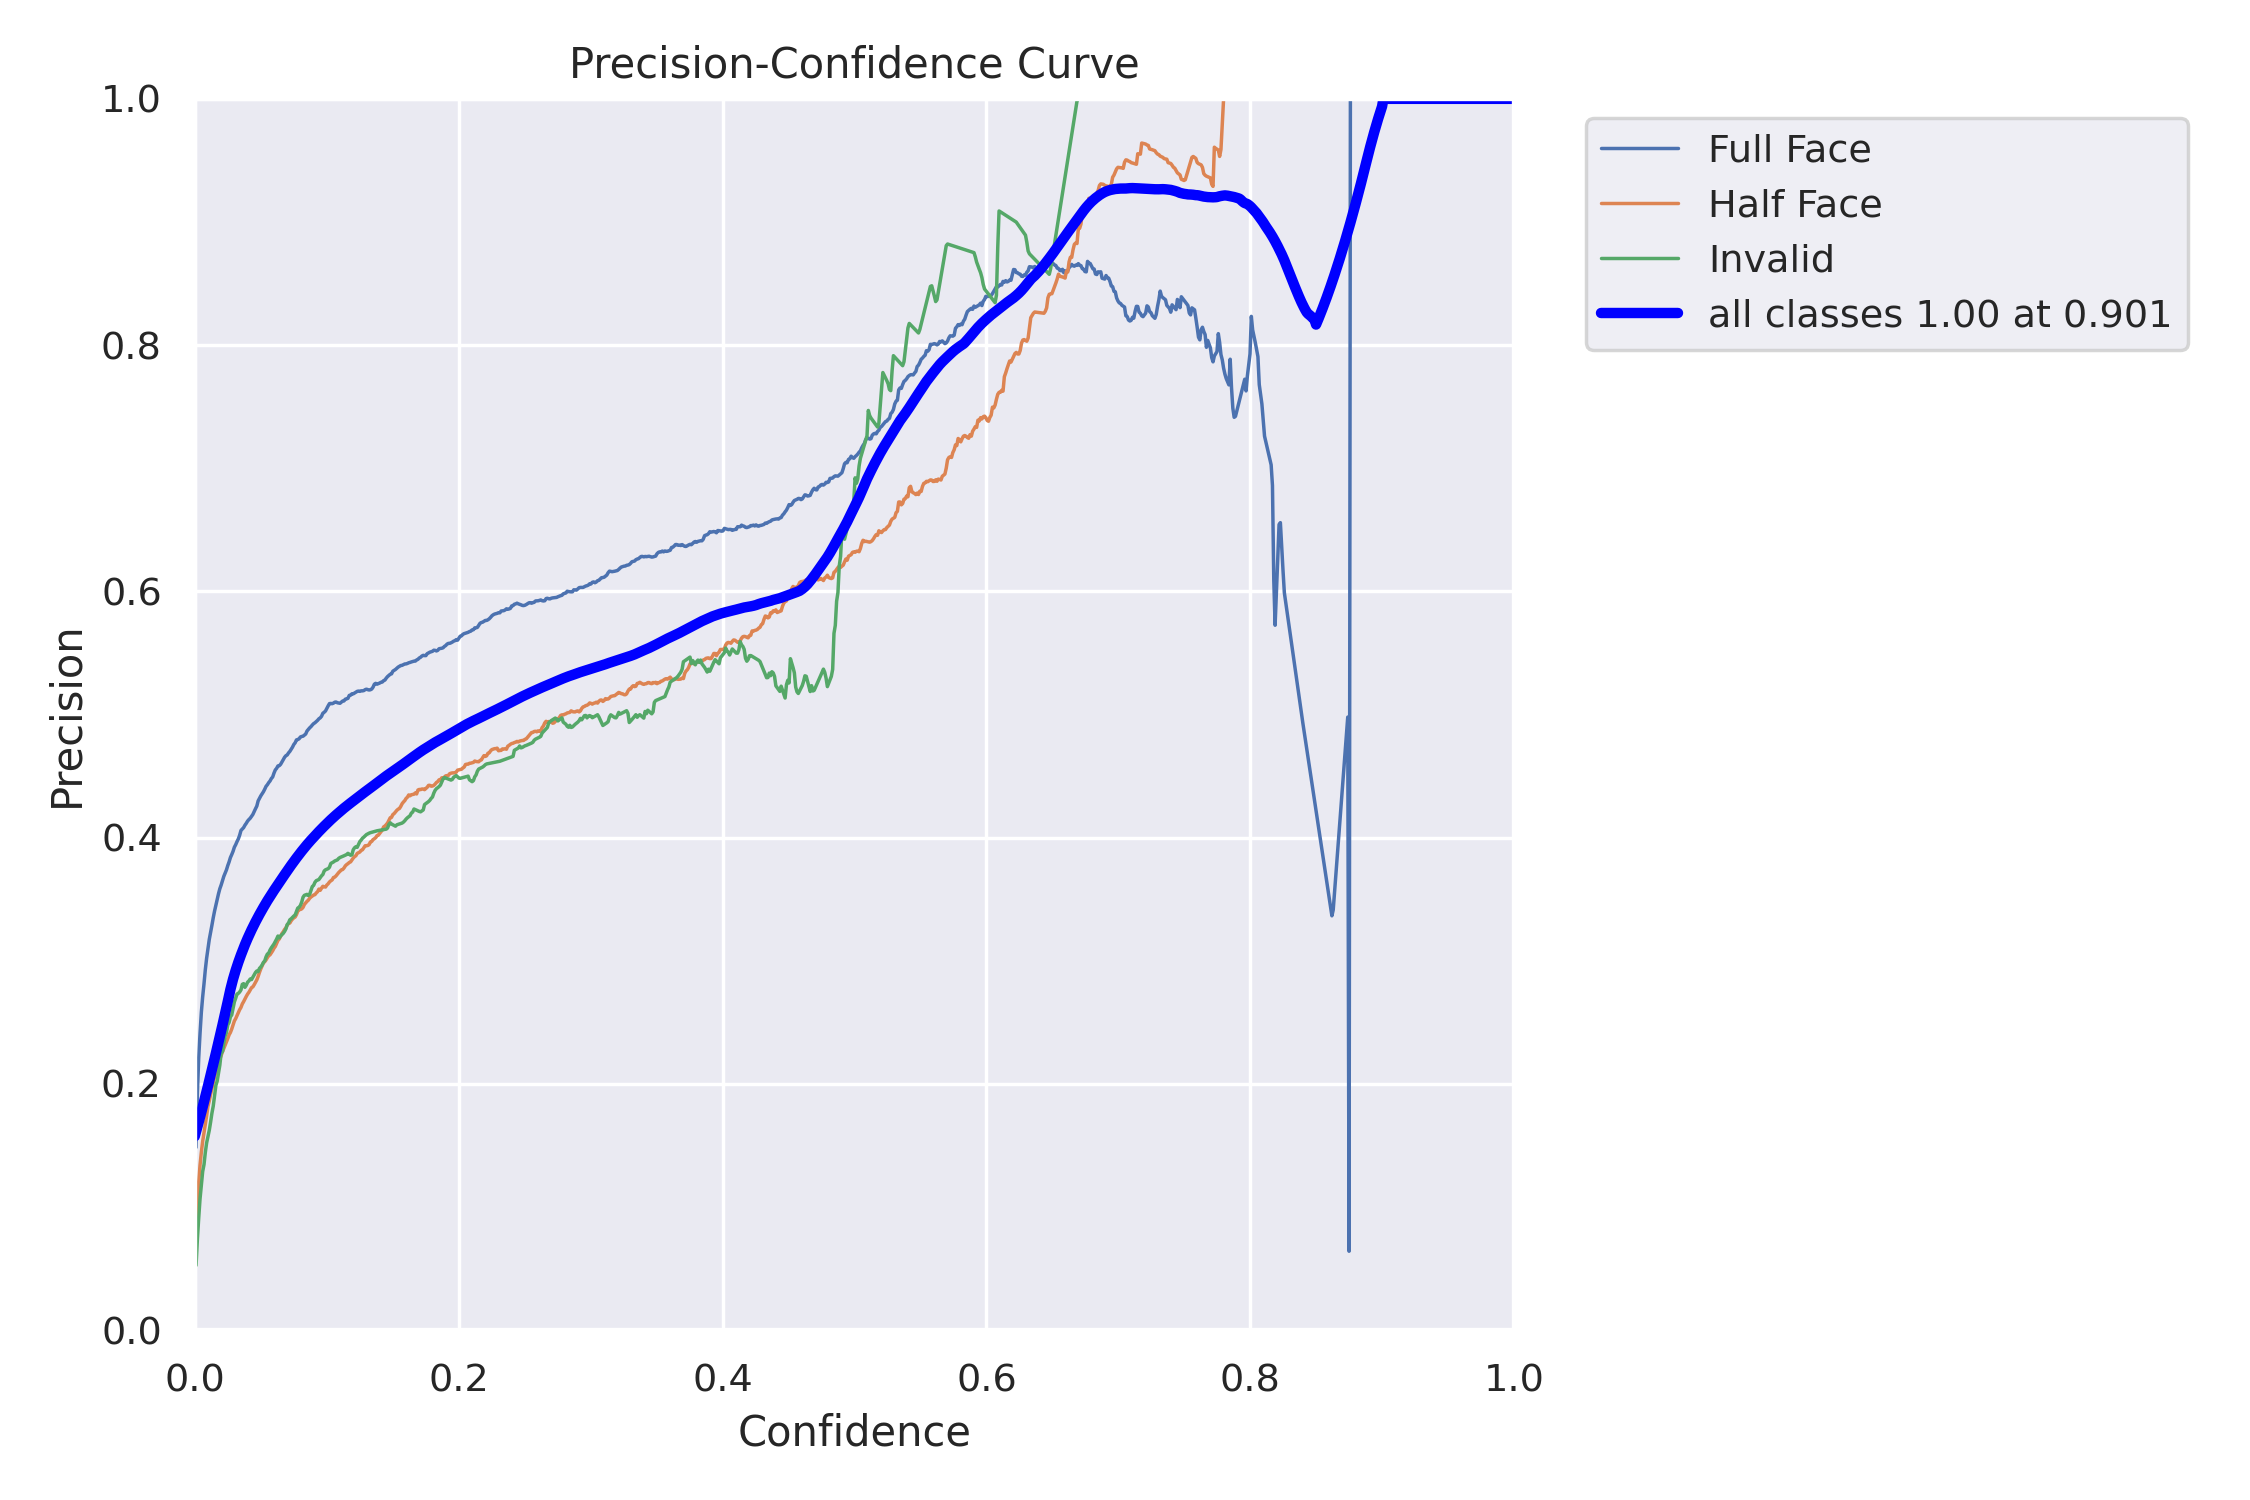 Precision-Confidence Curve
1.0
0.8
0.6
0.4
0.2
0.0
Precision
0.0 0.2 0.4 0.6 0.8 1.0
Confidence
Full Face
Half Face
Invalid
all classes 1.00 at 0.901